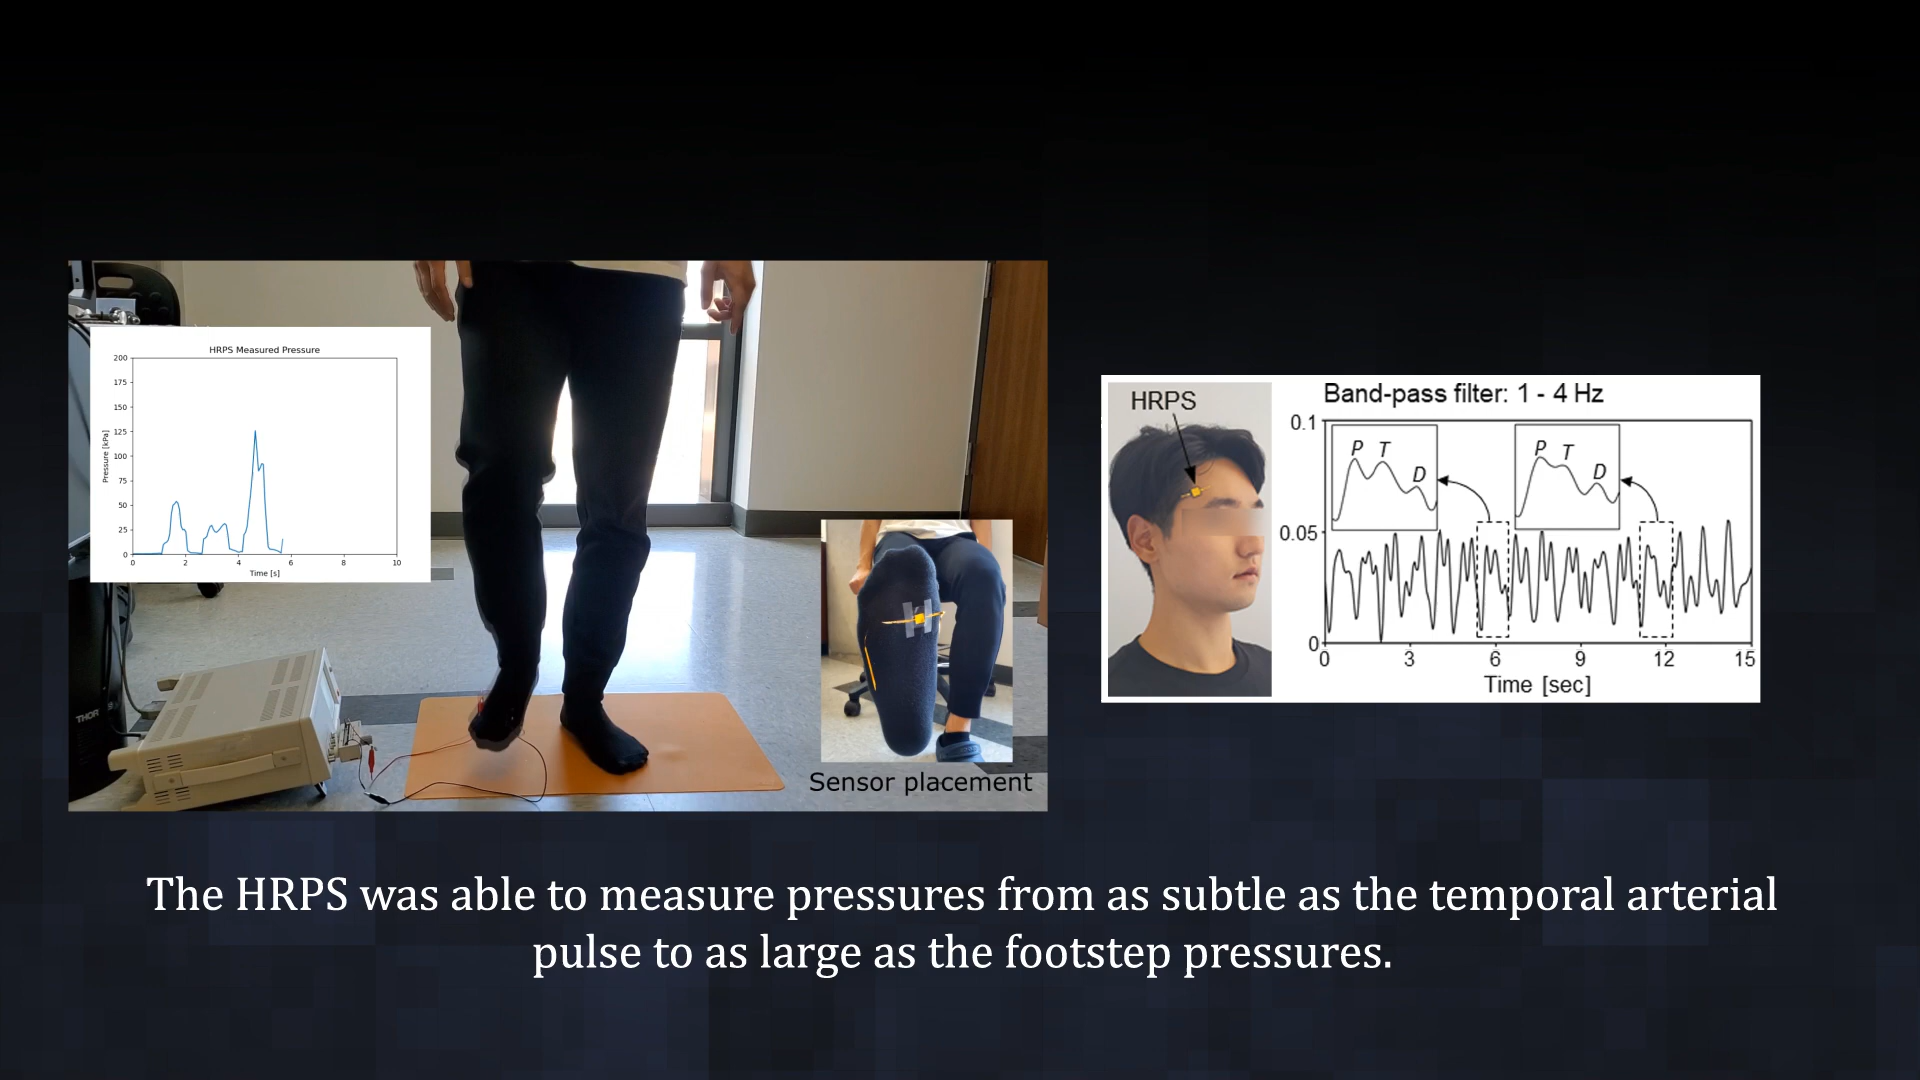 HRPS Measured Pressure
200
175
150
125
100
75
50
25
0
Pressure [kPa]
0 2 4 6 8 10
Time [s]
THOR
Sensor placement
HRPS
Band-pass filter: 1 - 4 Hz
0.1
0.05
0
P T D
P T D
0 3 6 9 12 15
Time [sec]
The HRPS was able to measure pressures from as subtle as the temporal arterial
pulse to as large as the footstep pressures.